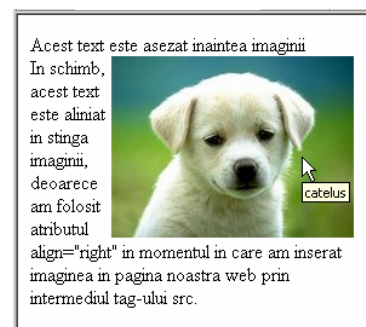 Acest text este asezat inaintea imaginii
In schimb,
acest text
este aliniat
in stinga
imaginii,
deoarece
am folosit
atributul
align="right" in momentul in care am inserat
imaginea in pagina noastra web prin
intermediul tag-ului src.
catelus